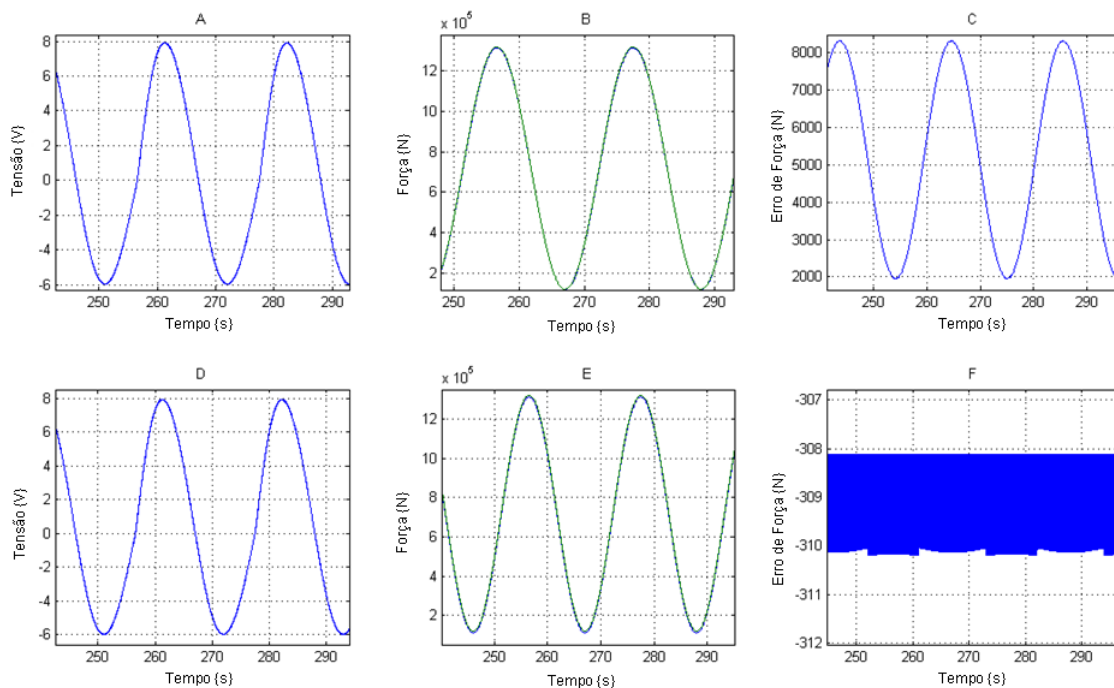 A
8
6
4
2
0
-2
-4
-6
Tensão {V}
250 260 270 280 290
Tempo {s}
B
x 10⁵
12
10
8
6
4
2
Força {N}
250 260 270 280 290
Tempo {s}
C
8000
7000
6000
5000
4000
3000
2000
Erro de Força {N}
250 260 270 280 290
Tempo {s}
D
8
6
4
2
0
-2
-4
-6
Tensão {V}
250 260 270 280 290
Tempo {s}
E
x 10⁵
12
10
8
6
4
2
Força {N}
250 260 270 280 290
Tempo {s}
F
-307
-308
-309
-310
-311
-312
Erro de Força {N}
250 260 270 280 290
Tempo {s}